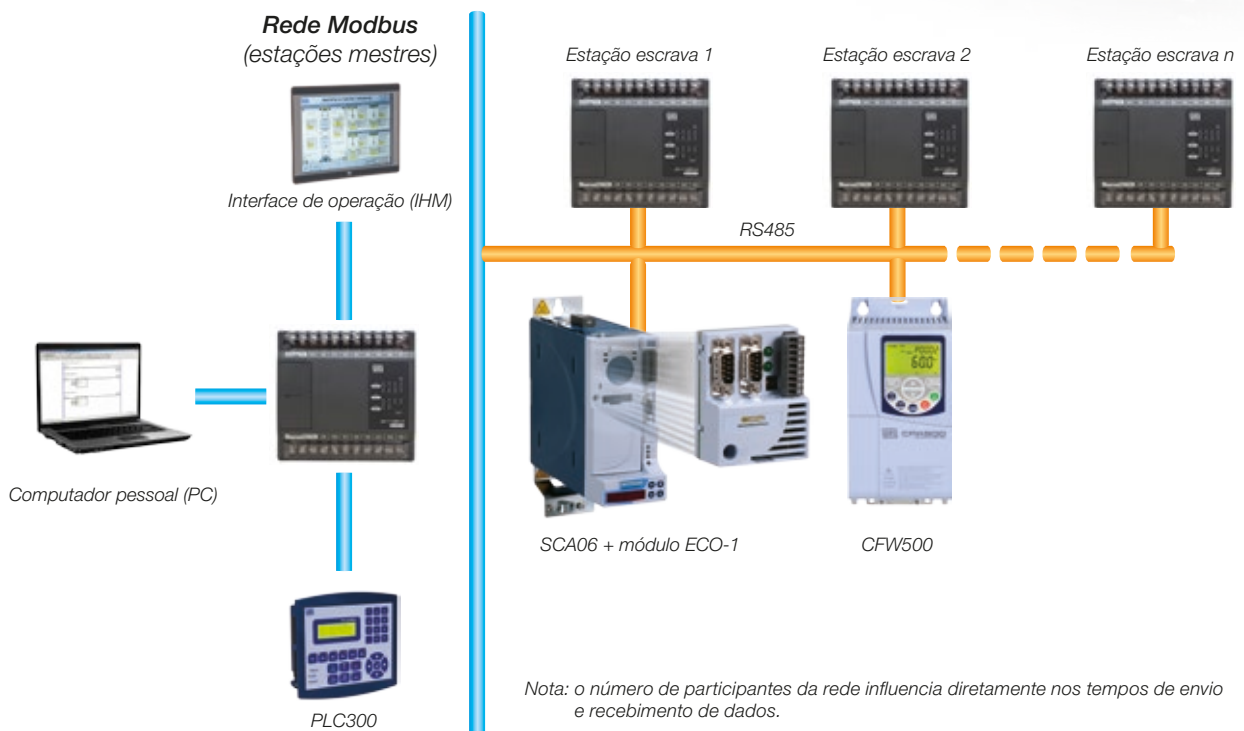 Rede Modbus
(estações mestres)
Interface de operação (IHM)
Computador pessoal (PC)
PLC300
Estação escrava 1
Estação escrava 2
Estação escrava n
RS485
SCA06 + módulo ECO-1
CFW500
Nota: o número de participantes da rede influencia diretamente nos tempos de envio
e recebimento de dados.